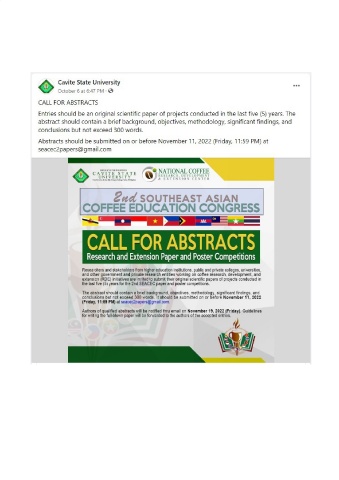 Cavite State University
October 6 at 6:47 PM
CALL FOR ABSTRACTS
Entries should be an original scientific paper of projects conducted in the last five (5) years. The
abstract should contain a brief background, objectives, methodology, significant findings, and
conclusions but not exceed 300 words.
Abstracts should be submitted on or before November 11, 2022 (Friday, 11:59 PM) at
seacec2papers@gmail.com
CAVITE STATE
UNIVERSITY
NATIONAL COFFEE
RESEARCH, DEVELOPMENT
& EXTENSION CENTER
2nd SOUTHEAST ASIAN
COFFEE EDUCATION CONGRESS
CALL FOR ABSTRACTS
Research and Extension Paper and Poster Competitions
Researchers and stakeholders from higher education institutions, public and private colleges, universities,
and other government and private research entities working on coffee research, development, and
extension (RDE) initiatives are invited to submit their original scientific papers of projects conducted in
the last five (5) years for the 2nd SEACEC paper and poster competitions.
The abstract should contain a brief background, objectives, methodology, significant findings, and
conclusions but not exceed 300 words. It should be submitted on or before November 11, 2022
(Friday, 11:59 PM) at seacec2papers@gmail.com
Authors of qualified abstracts will be notified thru email on November 19, 2022 (Friday). Guidelines
for writing the full-blown paper will be forwarded to the authors of the accepted entries.